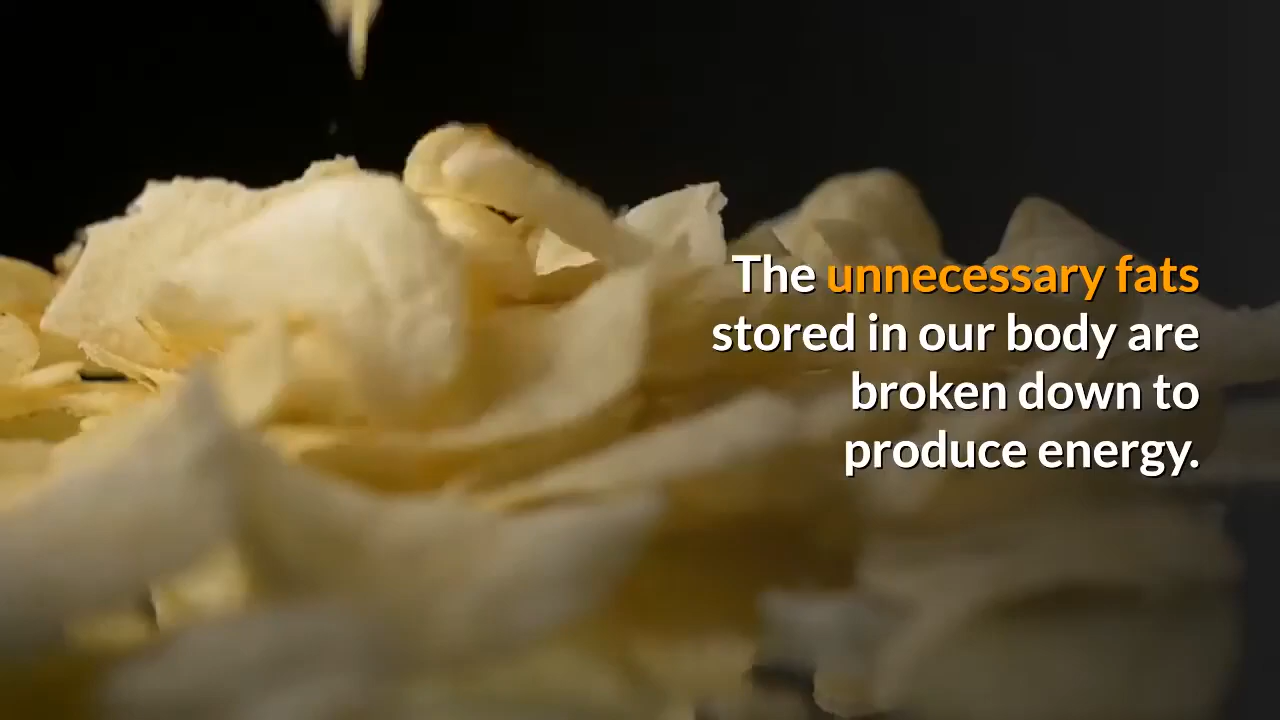 The unnecessary fats
stored in our body are
broken down to
produce energy.